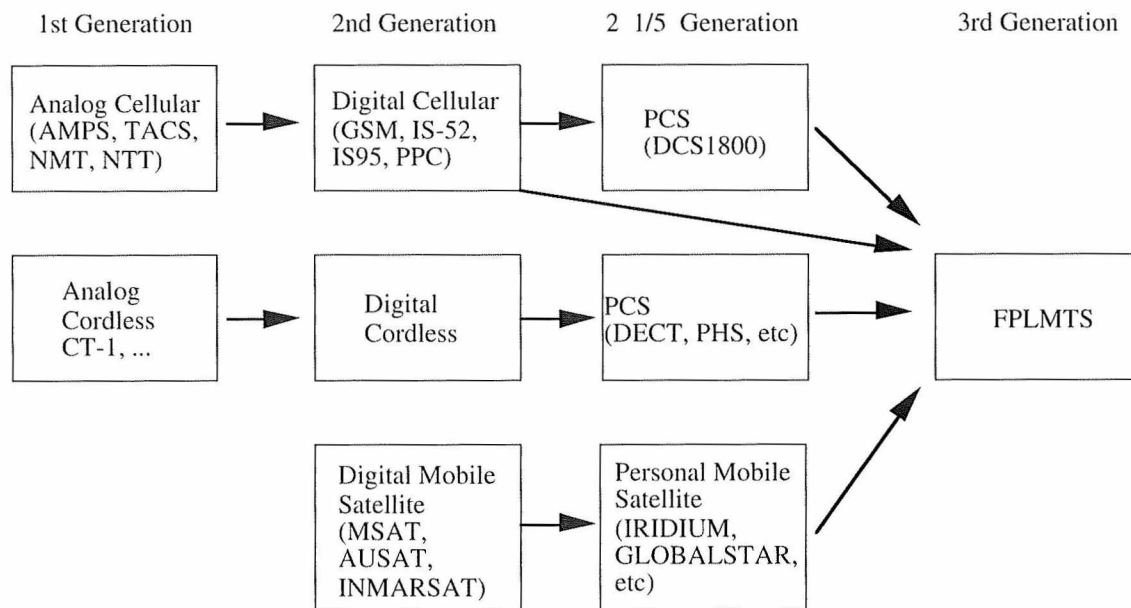 1st Generation
2nd Generation
2 1/5 Generation
3rd Generation
Analog Cellular
(AMPS, TACS,
NMT, NTT)
Digital Cellular
(GSM, IS-52,
IS95, PPC)
PCS
(DCS1800)
Analog
Cordless
CT-1, ...
Digital
Cordless
PCS
(DECT, PHS, etc)
FPLMTS
Digital Mobile
Satellite
(MSAT,
AUSAT,
INMARSAT)
Personal Mobile
Satellite
(IRIDIUM,
GLOBALSTAR,
etc)